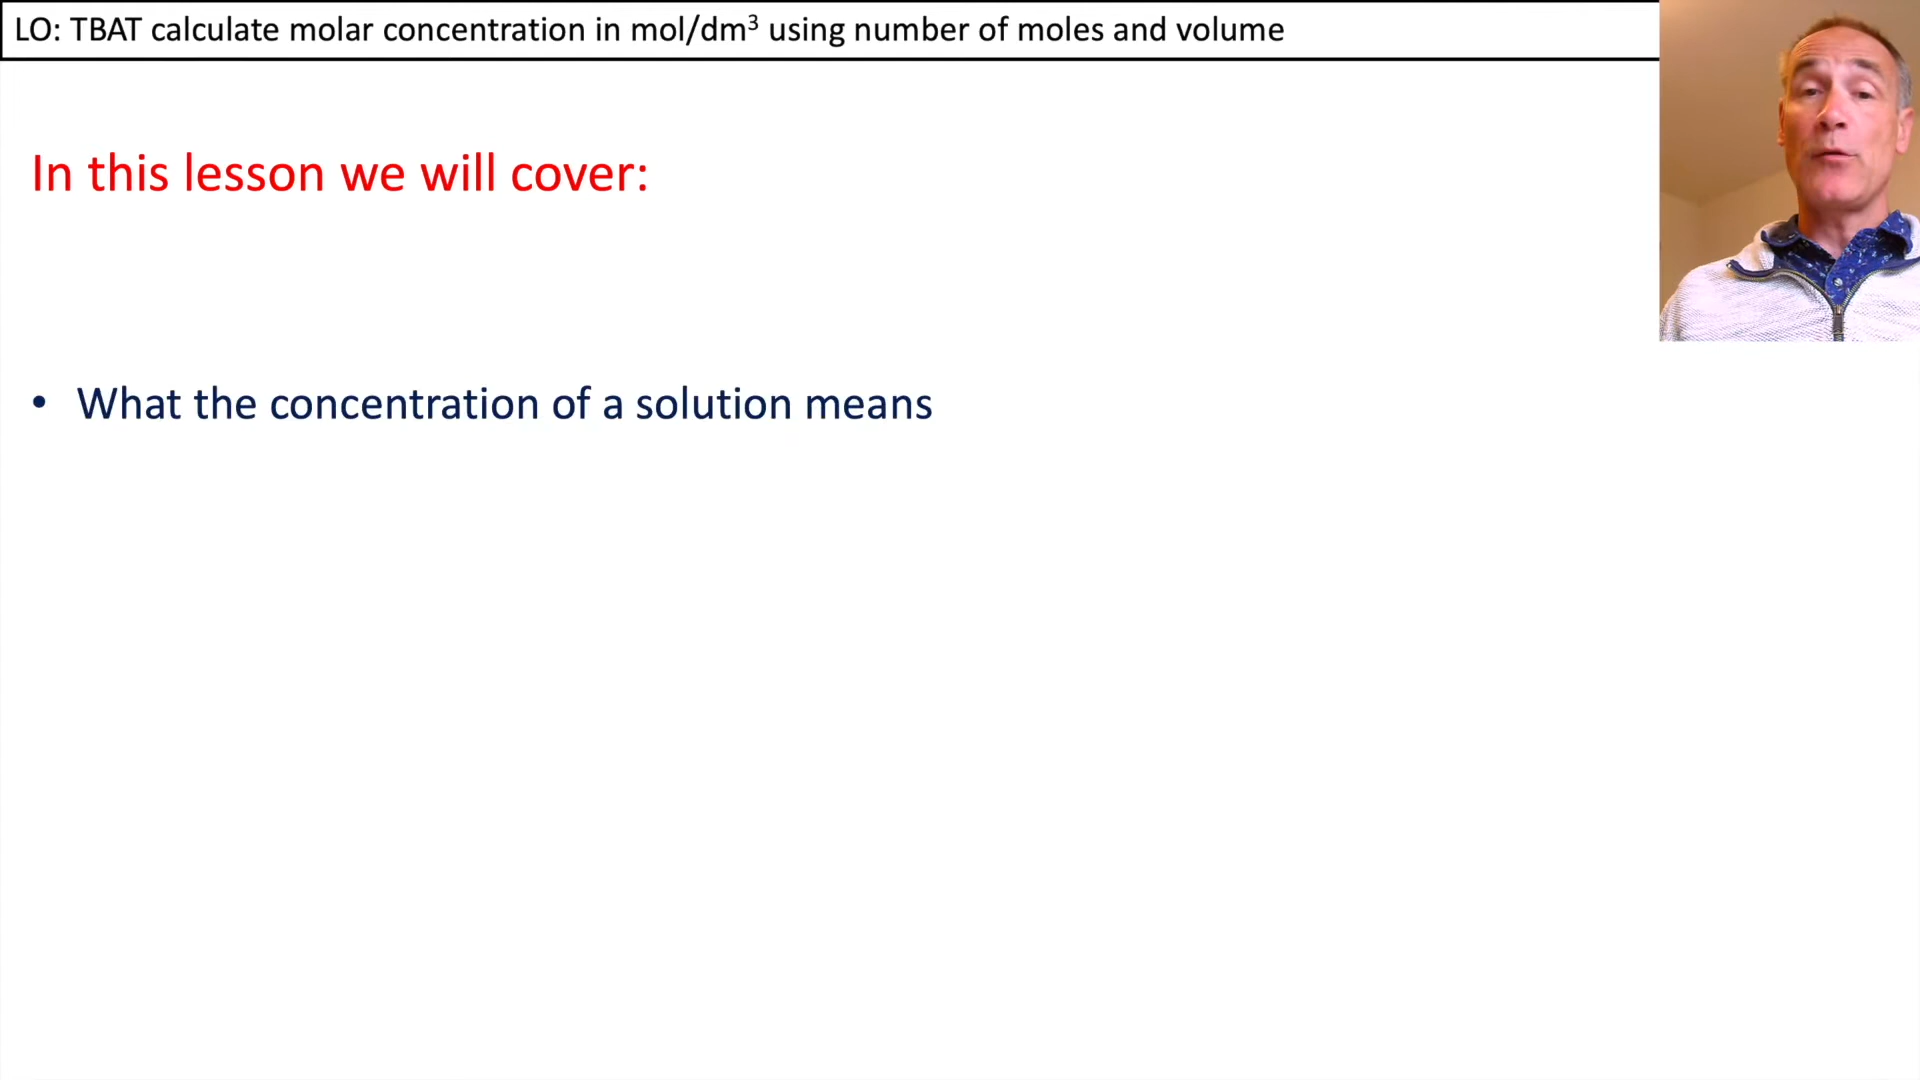 LO: TBAT calculate molar concentration in mol/dm³ using number of moles and volume
In this lesson we will cover:
• What the concentration of a solution means